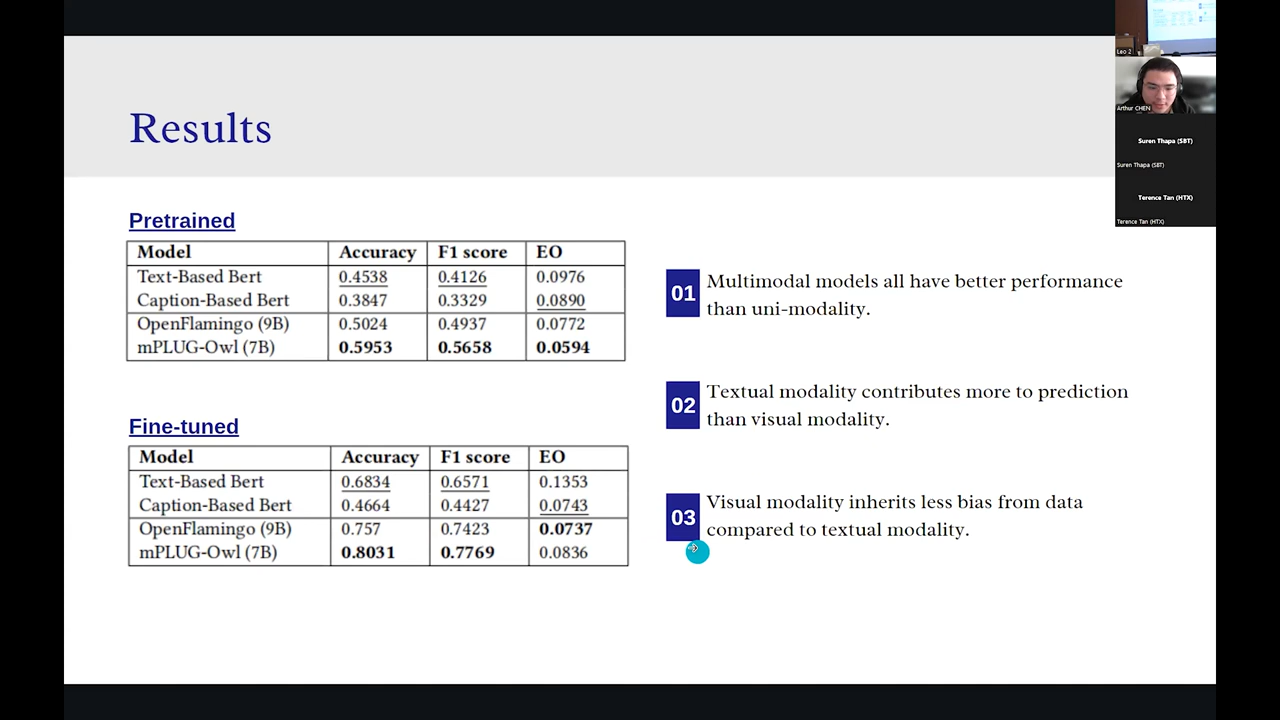 Results
Pretrained
Model Accuracy F1 score EO
Text-Based Bert 0.4538 0.4126 0.0976
Caption-Based Bert 0.3847 0.3329 0.0890
OpenFlamingo (9B) 0.5024 0.4937 0.0772
mPLUG-Owl (7B) 0.5953 0.5658 0.0594
Fine-tuned
Model Accuracy F1 score EO
Text-Based Bert 0.6834 0.6571 0.1353
Caption-Based Bert 0.4664 0.4427 0.0743
OpenFlamingo (9B) 0.757 0.7423 0.0737
mPLUG-Owl (7B) 0.8031 0.7769 0.0836
01 Multimodal models all have better performance
than uni-modality.
02 Textual modality contributes more to prediction
than visual modality.
03 Visual modality inherits less bias from data
compared to textual modality.
Leo 2
Arthur CHEN
Suren Thapa (SBT)
Suren Thapa (SBT)
Terence Tan (HTX)
Terence Tan (HTX)